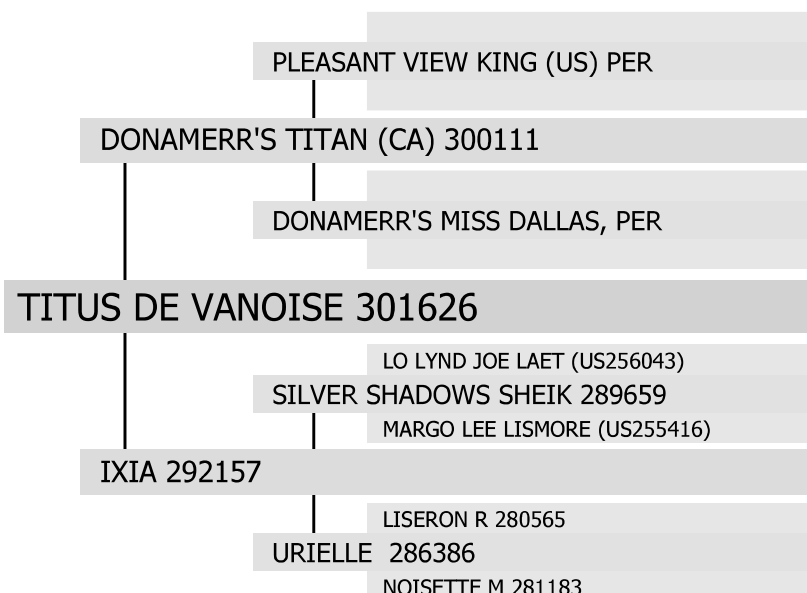 PLEASANT VIEW KING (US) PER
DONAMERR'S TITAN (CA) 300111
DONAMERR'S MISS DALLAS, PER
TITUS DE VANOISE 301626
LO LYND JOE LAET (US256043)
SILVER SHADOWS SHEIK 289659
MARGO LEE LISMORE (US255416)
IXIA 292157
LISERON R 280565
URIELLE 286386
NOISETTE M 281183